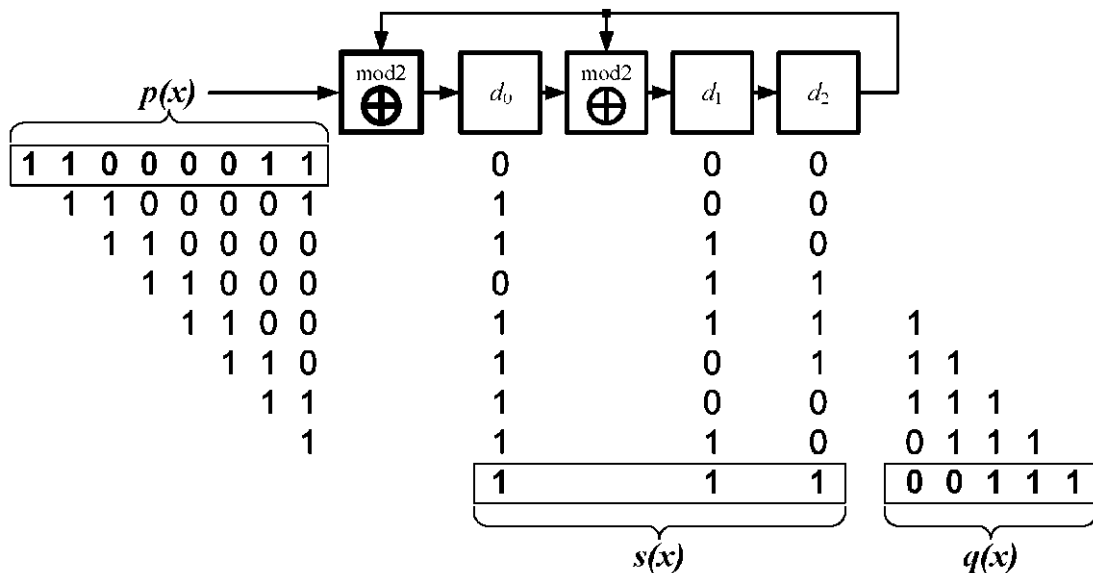 mod2 mod2
p(x) ⊕ d₀ ⊕ d₁ d₂
1 1 0 0 0 0 1 1 0 0 0
1 1 0 0 0 0 1 1 0 0
1 1 0 0 0 0 1 1 0
1 1 0 0 0 0 1 1
1 1 0 0 1 1 1 1
1 1 0 1 0 1 1 1
1 1 1 0 0 1 1 1
1 1 1 0 0 1 1 1
1 1 1 0 0 1 1 1
s(x) q(x)